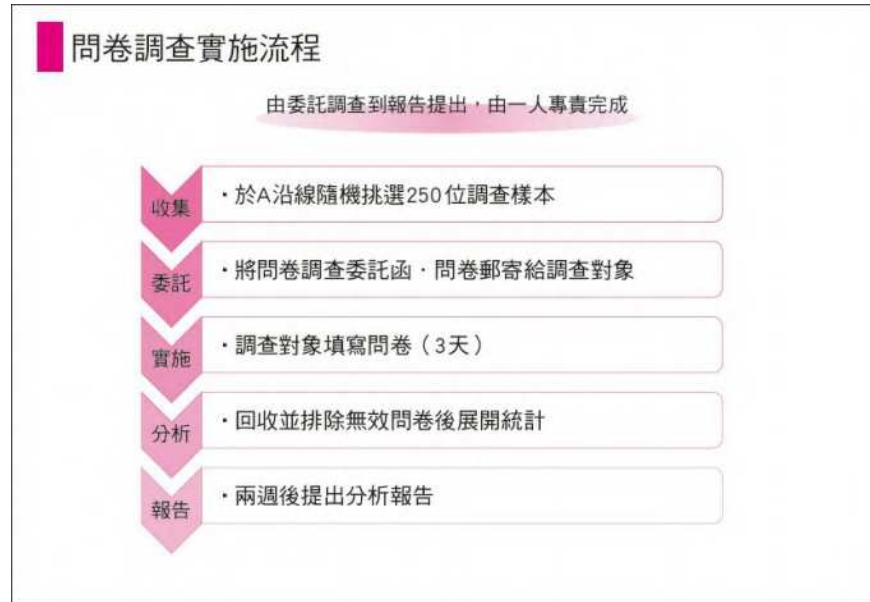 問卷調查實施流程
由委託調查到報告提出，由一人專責完成
收集
・於A沿線隨機挑選250位調查樣本
委託
・將問卷調查委託函・問卷郵寄給調查對象
實施
・調查對象填寫問卷（3天）
分析
・回收並排除無效問卷後展開統計
報告
・兩週後提出分析報告